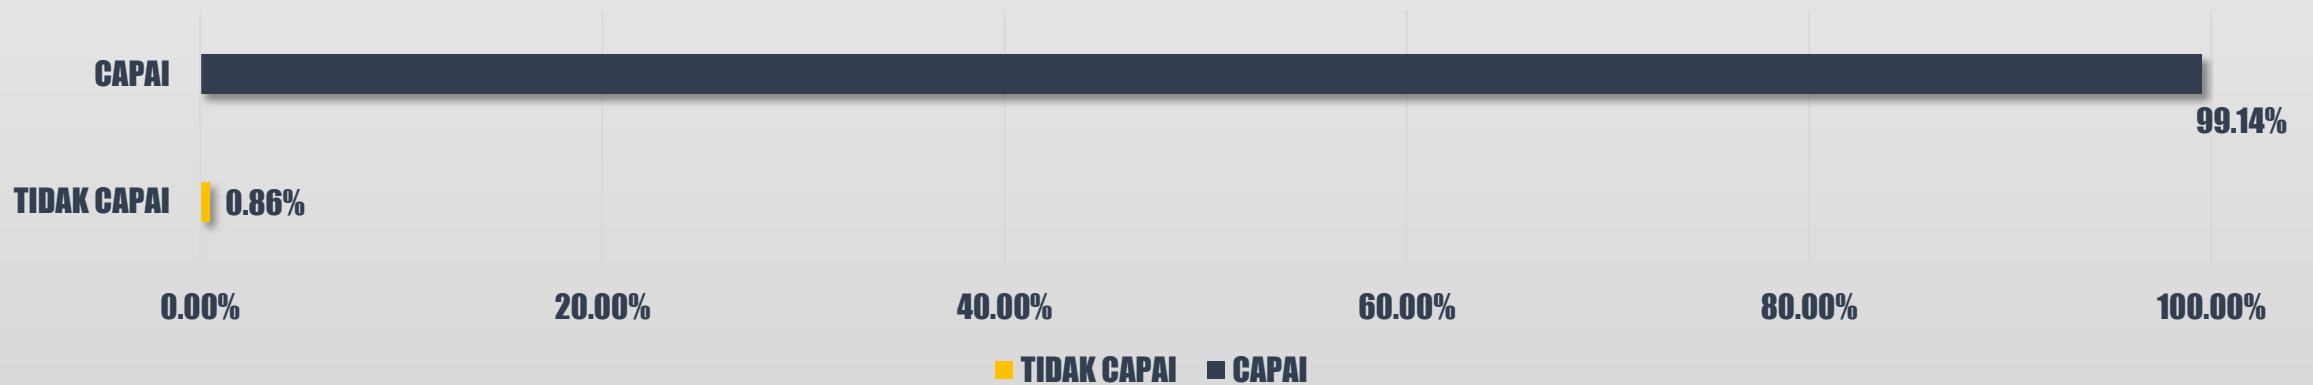 CAPAI
99.14%
TIDAK CAPAI 0.86%
0.00% 20.00% 40.00% 60.00% 80.00% 100.00%
TIDAK CAPAI CAPAI